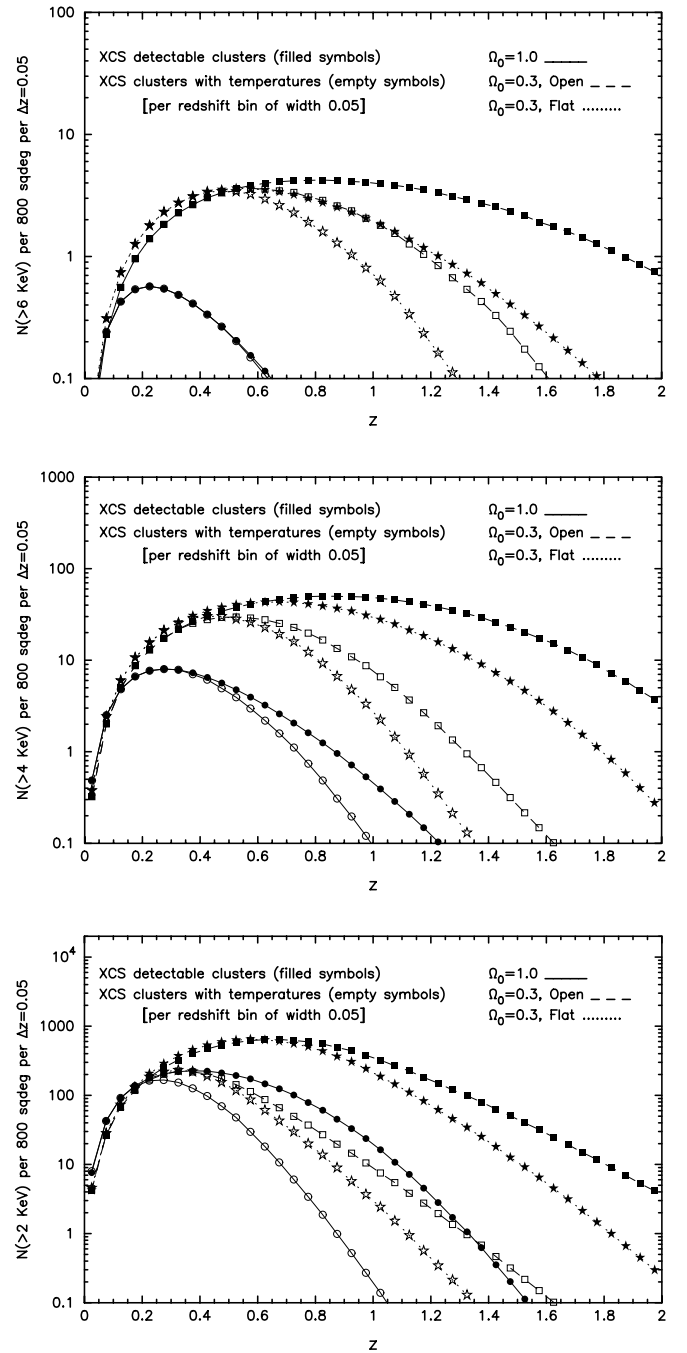 100
XCS detectable clusters (filled symbols)
Ω₀=1.0
XCS clusters with temperatures (empty symbols)
Ω₀=0.3, Open
[per redshift bin of width 0.05]
Ω₀=0.3, Flat
10
1
0.1
N(>6 KeV) per 800 sqdeg per Δz=0.05
0 0.2 0.4 0.6 0.8 1 1.2 1.4 1.6 1.8 2
z
1000
XCS detectable clusters (filled symbols)
Ω₀=1.0
XCS clusters with temperatures (empty symbols)
Ω₀=0.3, Open
[per redshift bin of width 0.05]
Ω₀=0.3, Flat
100
10
1
0.1
N(>4 KeV) per 800 sqdeg per Δz=0.05
0 0.2 0.4 0.6 0.8 1 1.2 1.4 1.6 1.8 2
z
10⁴
XCS detectable clusters (filled symbols)
Ω₀=1.0
XCS clusters with temperatures (empty symbols)
Ω₀=0.3, Open
[per redshift bin of width 0.05]
Ω₀=0.3, Flat
1000
100
10
1
0.1
N(>2 KeV) per 800 sqdeg per Δz=0.05
0 0.2 0.4 0.6 0.8 1 1.2 1.4 1.6 1.8 2
z